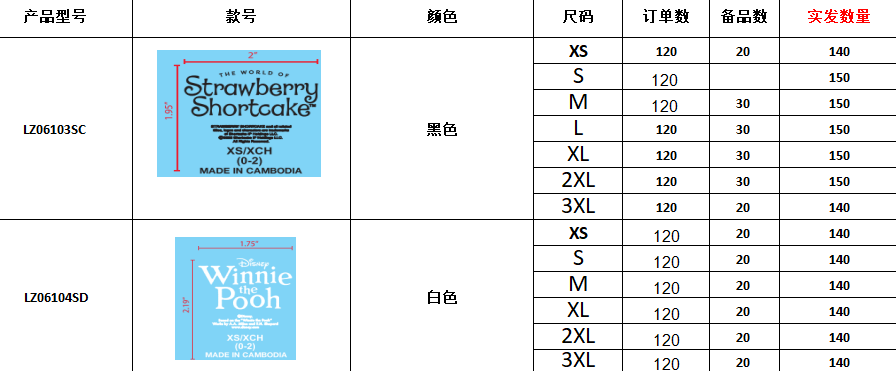 产品型号 款号 颜色 尺码 订单数 备品数 实发数量
LZ06103SC
2"
1.95"
THE WORLD OF
Strawberry
Shortcake™
XS/XCH
(0-2)
MADE IN CAMBODIA
黑色
XS 120 20 140
S 120 150
M 120 30 150
L 120 30 150
XL 120 30 150
2XL 120 30 150
3XL 120 20 140
LZ06104SD
1.75"
2.19"
Disney
Winnie
the
Pooh
XS/XCH
(0-2)
MADE IN CAMBODIA
白色
XS 120 20 140
S 120 20 140
M 120 20 140
XL 120 20 140
2XL 120 20 140
3XL 120 20 140